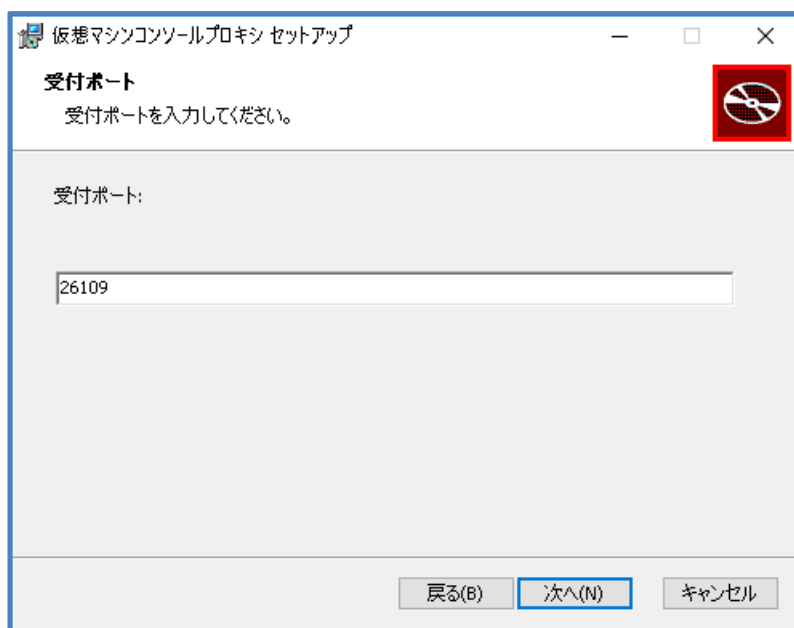 仮想マシンコンソールプロキシ セットアップ
受付ポート
受付ポートを入力してください。
受付ポート:
26109
戻る(B)
次へ(N)
キャンセル